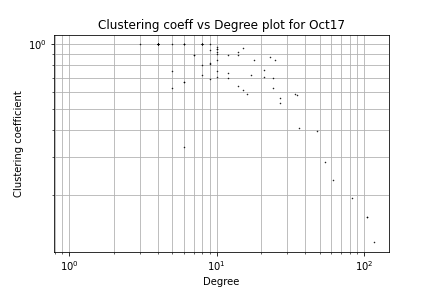 Clustering coeff vs Degree plot for Oct17
10⁰
Clustering coefficient
10⁰ 10¹ 10²
Degree